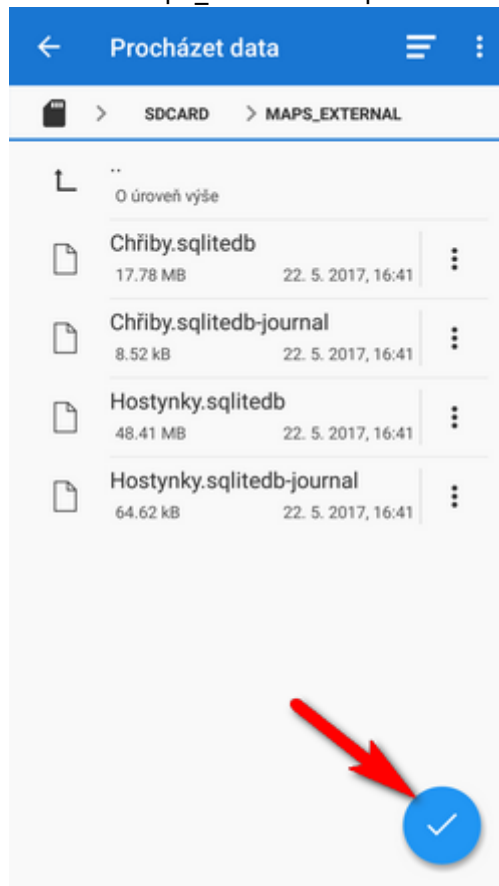 Procházet data
SDCARD > MAPS_EXTERNAL
..
O úroveň výše
Chřiby.sqlitedb
17.78 MB 22. 5. 2017, 16:41
Chřiby.sqlitedb-journal
8.52 kB 22. 5. 2017, 16:41
Hostynky.sqlitedb
48.41 MB 22. 5. 2017, 16:41
Hostynky.sqlitedb-journal
64.62 kB 22. 5. 2017, 16:41